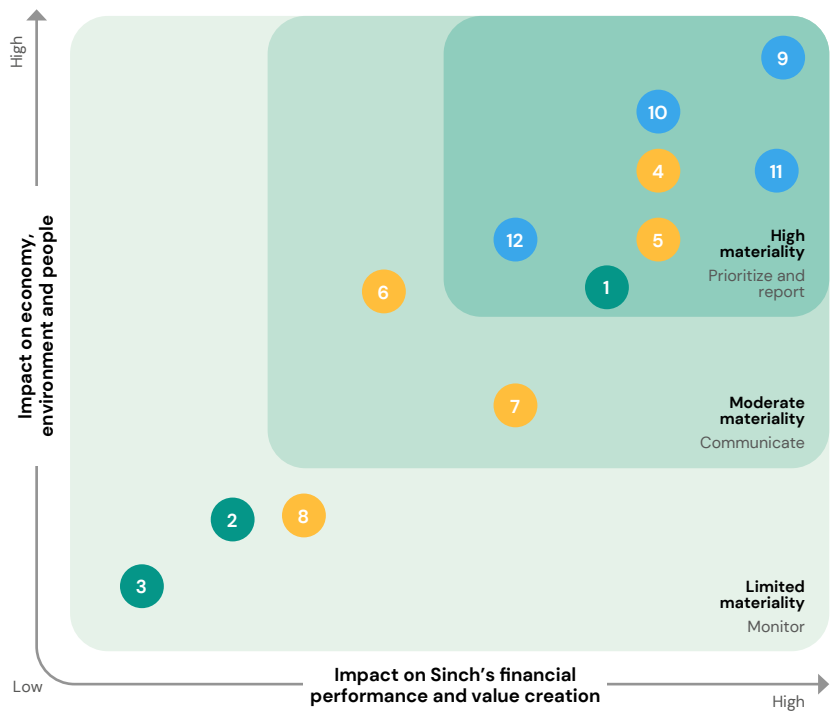 High
Impact on economy,
environment and people
9
10
4
11
12
5
High
materiality
Prioritize and
report
1
6
7
Moderate
materiality
Communicate
2
8
3
Limited
materiality
Monitor
Low
Impact on Sinch’s financial
performance and value creation
High